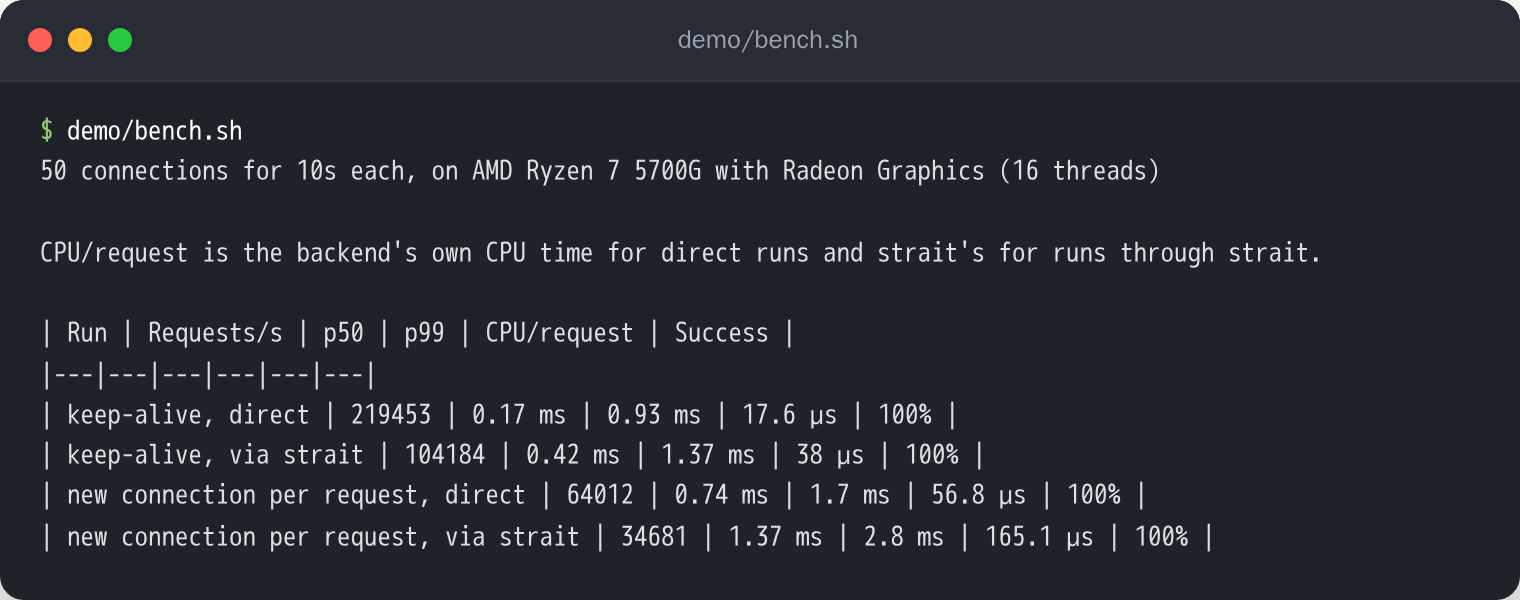 demo/bench.sh
$ demo/bench.sh
50 connections for 10s each, on AMD Ryzen 7 5700G with Radeon Graphics (16 threads)
CPU/request is the backend's own CPU time for direct runs and strait's for runs through strait.
| Run | Requests/s | p50 | p99 | CPU/request | Success |
|---|---|---|---|---|---|
| keep-alive, direct | 219453 | 0.17 ms | 0.93 ms | 17.6 µs | 100% |
| keep-alive, via strait | 104184 | 0.42 ms | 1.37 ms | 38 µs | 100% |
| new connection per request, direct | 64012 | 0.74 ms | 1.7 ms | 56.8 µs | 100% |
| new connection per request, via strait | 34681 | 1.37 ms | 2.8 ms | 165.1 µs | 100% |